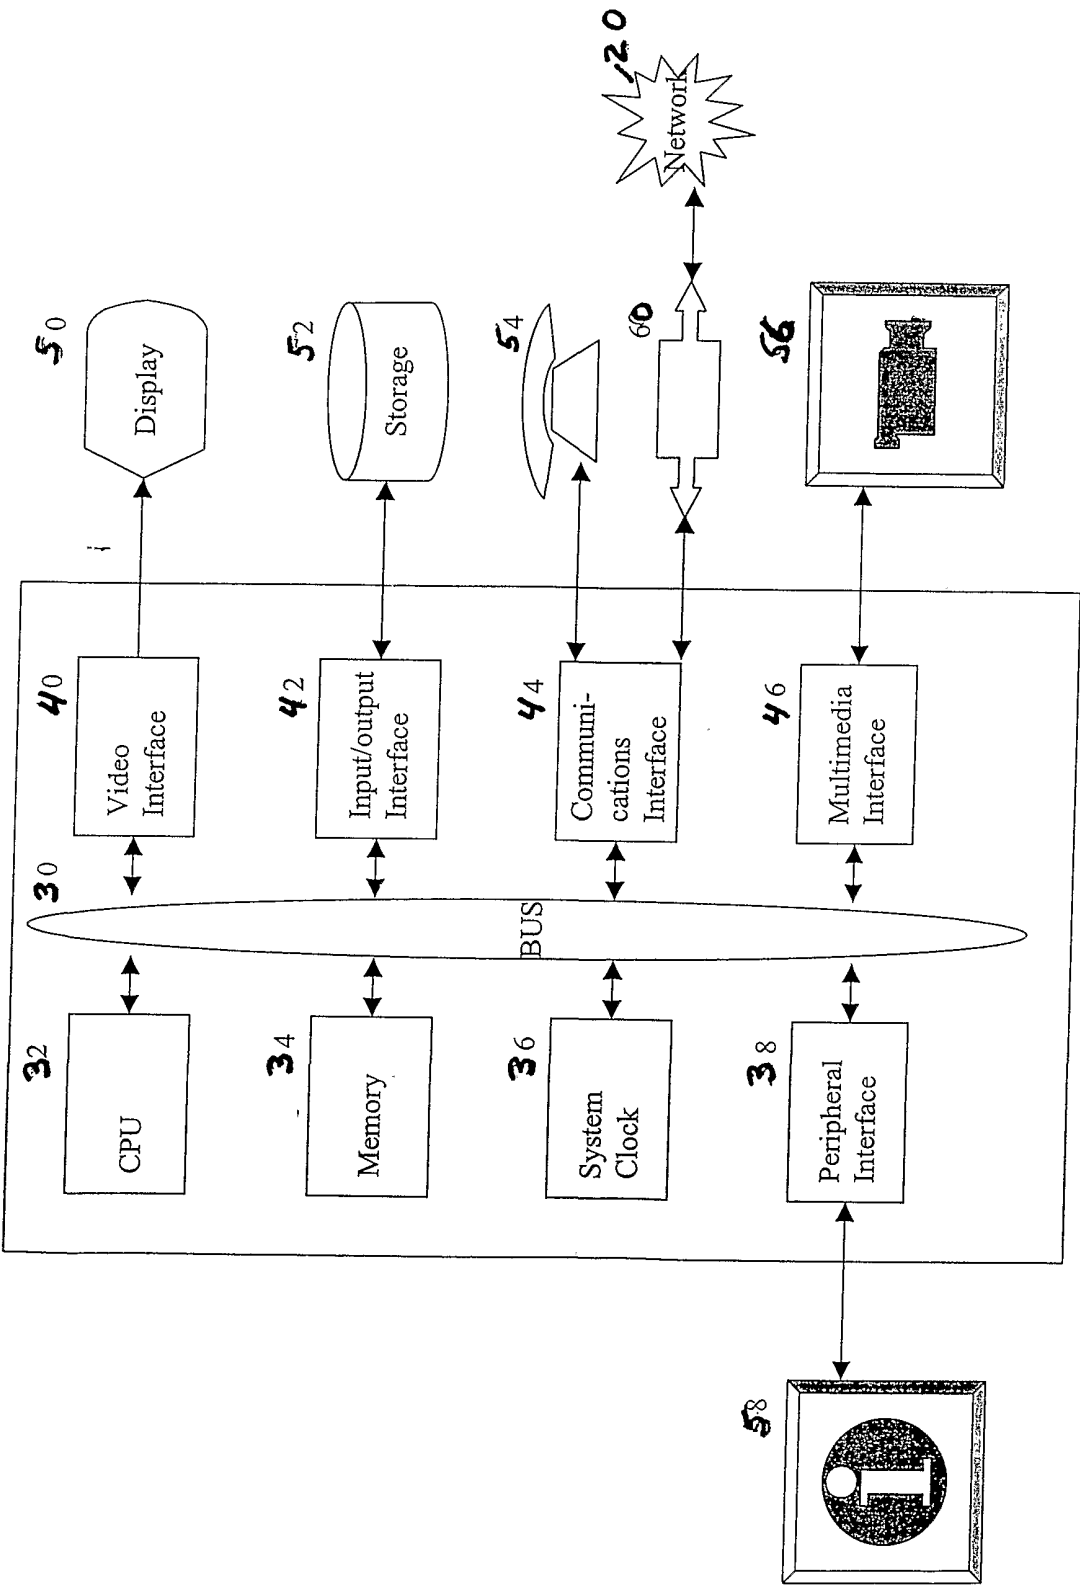 32
CPU
34
Memory
36
System
Clock
38
Peripheral
Interface
58
30
BUS
40
Video
Interface
42
Input/output
Interface
44
Communi-
cations
Interface
46
Multimedia
Interface
50
Display
52
Storage
54
60
56
120
Network